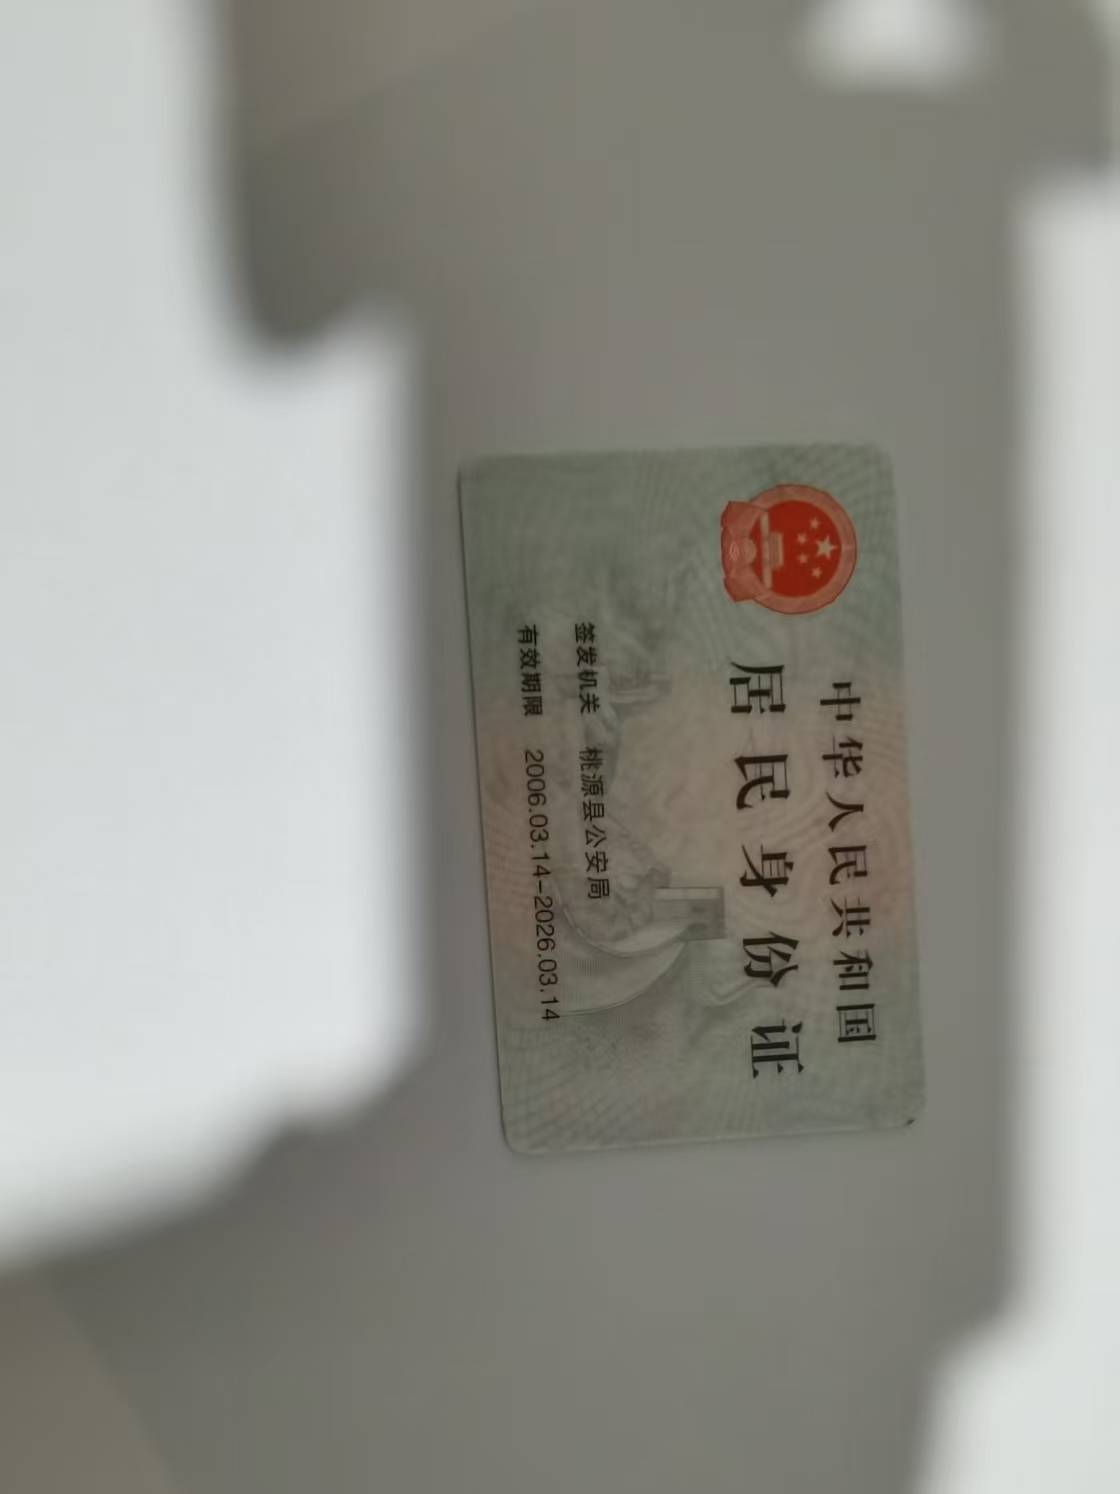 中华人民共和国
居民身份证
签发机关 桃源县公安局
有效期限 2006.03.14-2026.03.14